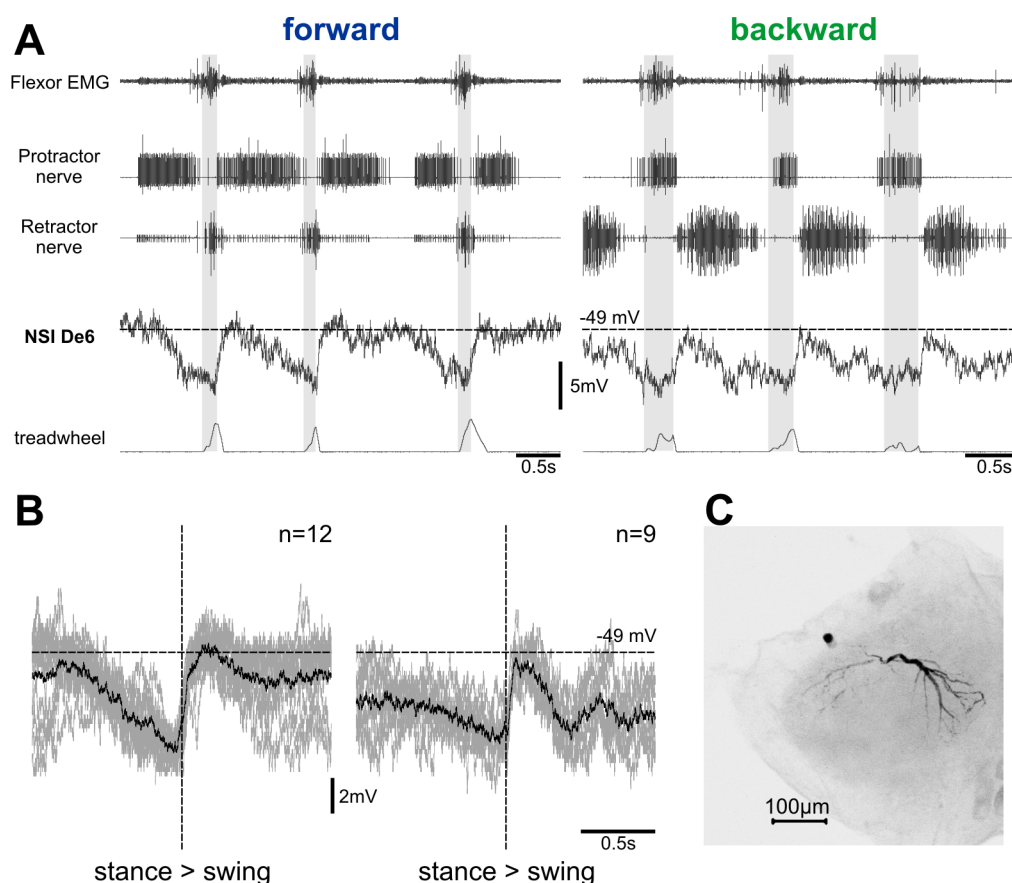 A
forward
backward
Flexor EMG
Protractor
nerve
Retractor
nerve
NSI De6
-49 mV
5mV
treadwheel
0.5s
0.5s
B
n=12
n=9
-49 mV
2mV
0.5s
stance > swing
stance > swing
C
100µm